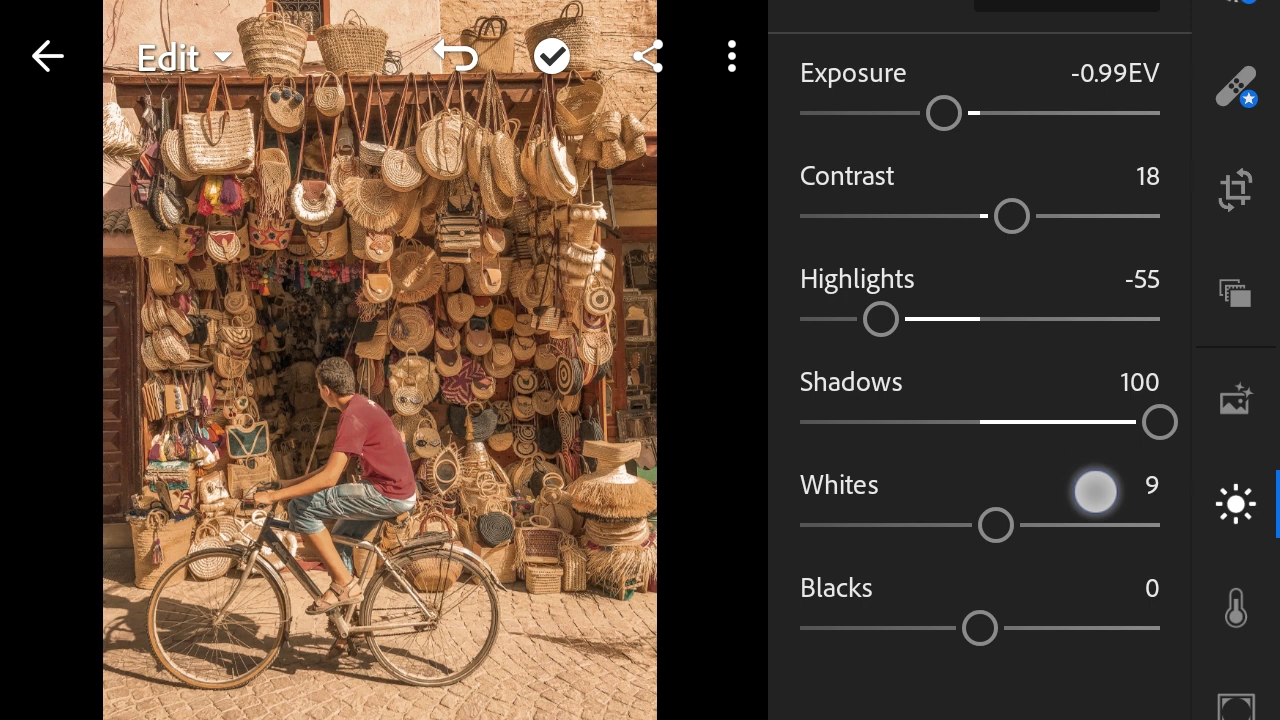 Edit
Exposure -0.99EV
Contrast 18
Highlights -55
Shadows 100
Whites 9
Blacks 0